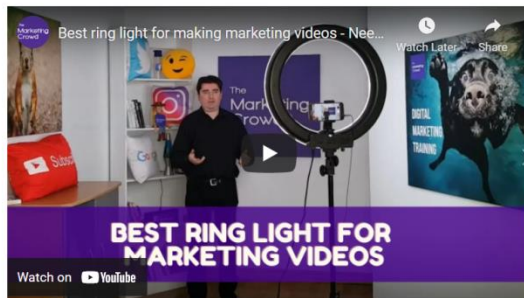 The
Marketing
Crowd
Best ring light for making marketing videos - Nee...
Watch Later
Share
The
Marketing
Crowd
DIGITAL
MARKETING
TRAINING
Subsc
BEST RING LIGHT FOR
MARKETING VIDEOS
Watch on YouTube